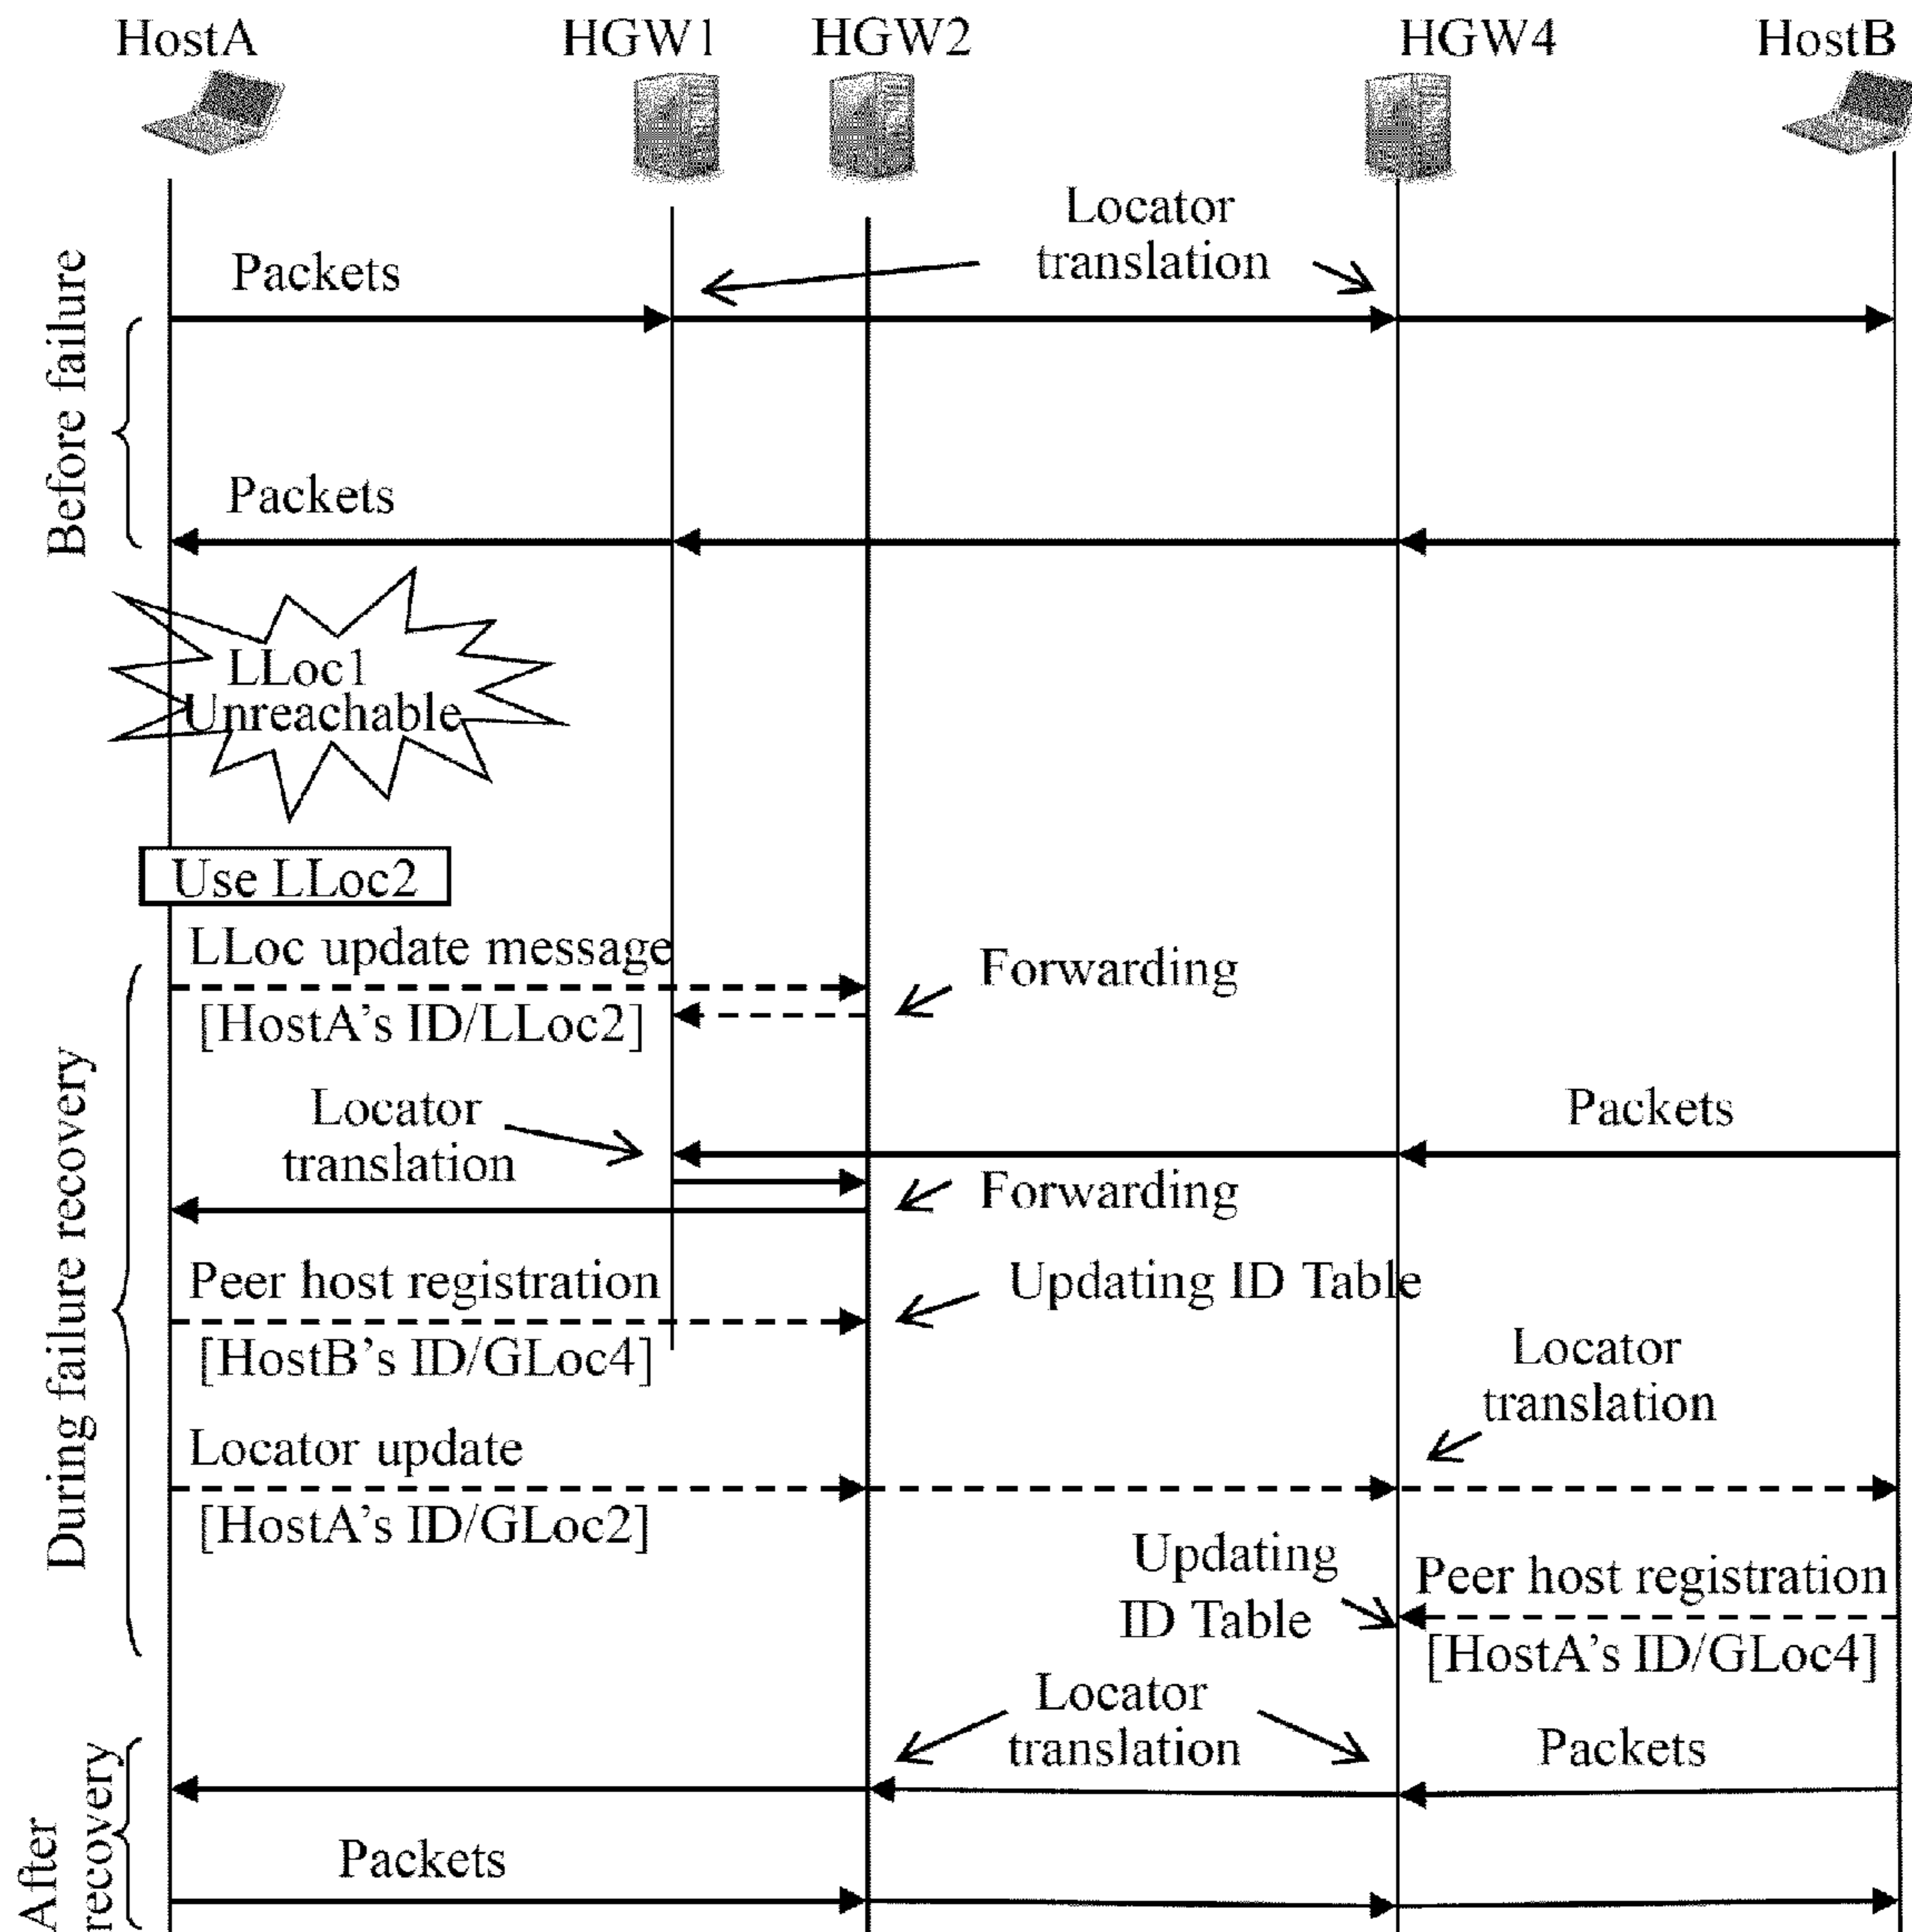 HostA
HGW1
HGW2
HGW4
HostB
Locator
translation
Packets
Before failure
Packets
LLoc1
Unreachable
Use LLoc2
LLoc update message
Forwarding
[HostA's ID/LLoc2]
Locator
translation
Packets
Forwarding
During failure recovery
Peer host registration
Updating ID Table
[HostB's ID/GLoc4]
Locator
translation
Locator update
[HostA's ID/GLoc2]
Updating
ID Table
Peer host registration
[HostA's ID/GLoc4]
Locator
translation
Packets
After
recovery
Packets